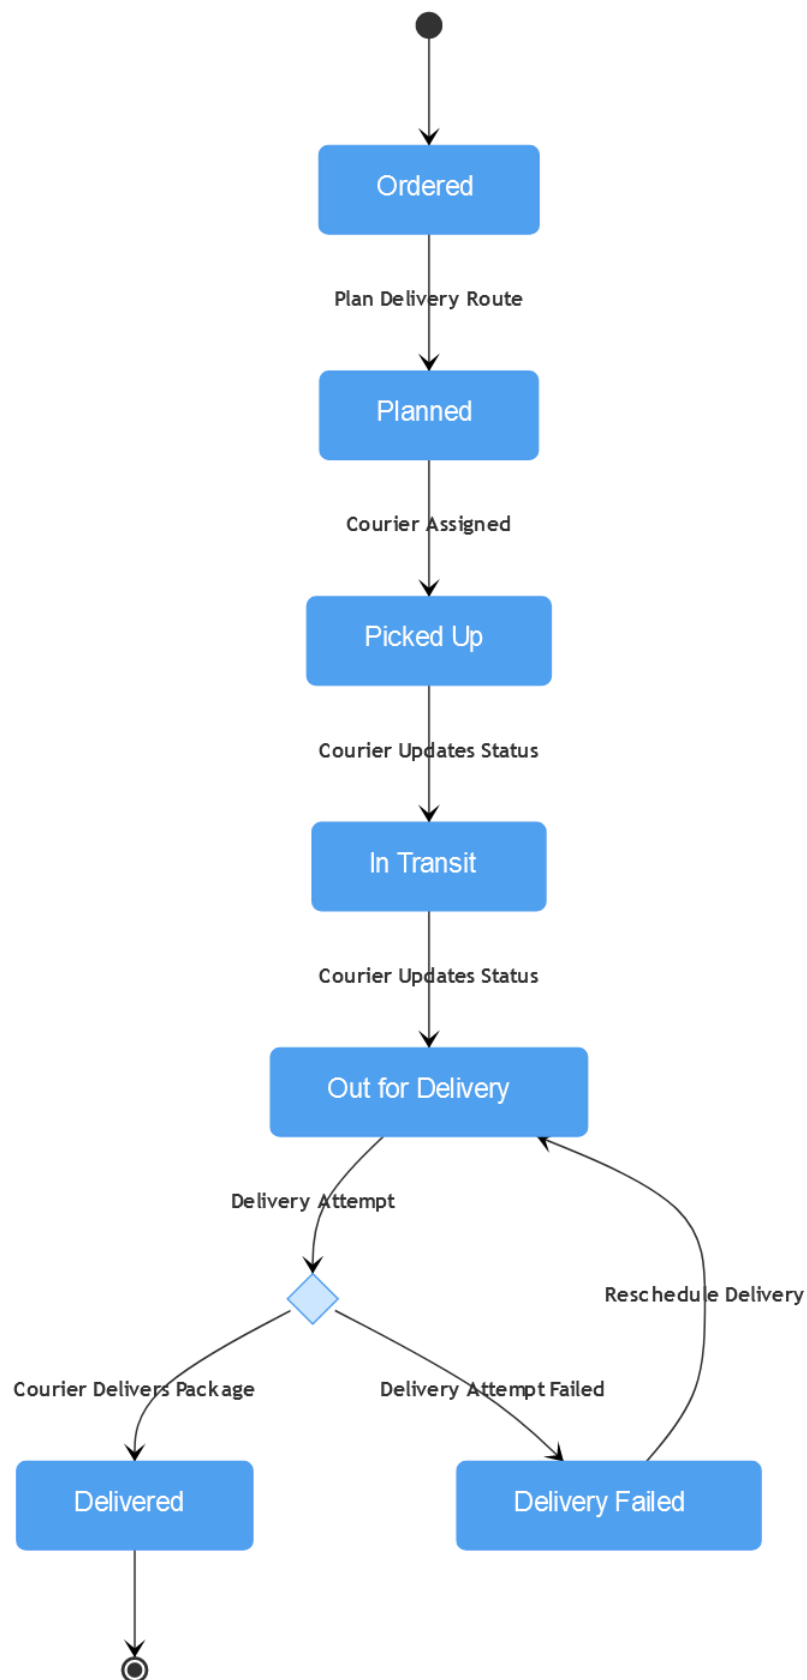 Ordered
Plan Delivery Route
Planned
Courier Assigned
Picked Up
Courier Updates Status
In Transit
Courier Updates Status
Out for Delivery
Delivery Attempt
Reschedule Delivery
Courier Delivers Package
Delivery Attempt Failed
Delivered
Delivery Failed